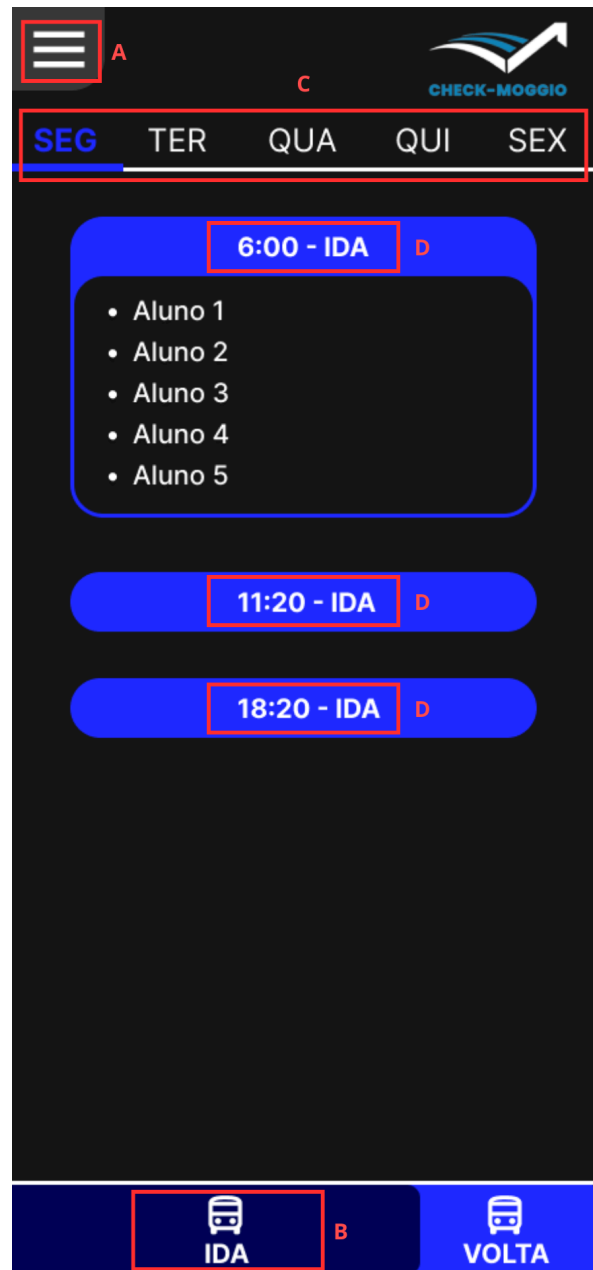 A
C
CHECK-MOGGIO
SEG TER QUA QUI SEX
6:00 - IDA D
• Aluno 1
• Aluno 2
• Aluno 3
• Aluno 4
• Aluno 5
11:20 - IDA D
18:20 - IDA D
B
IDA VOLTA